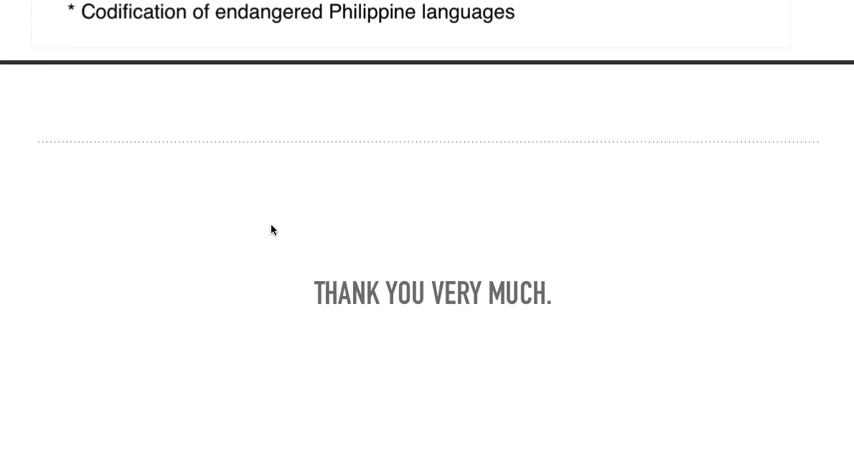 * Codification of endangered Philippine languages
THANK YOU VERY MUCH.